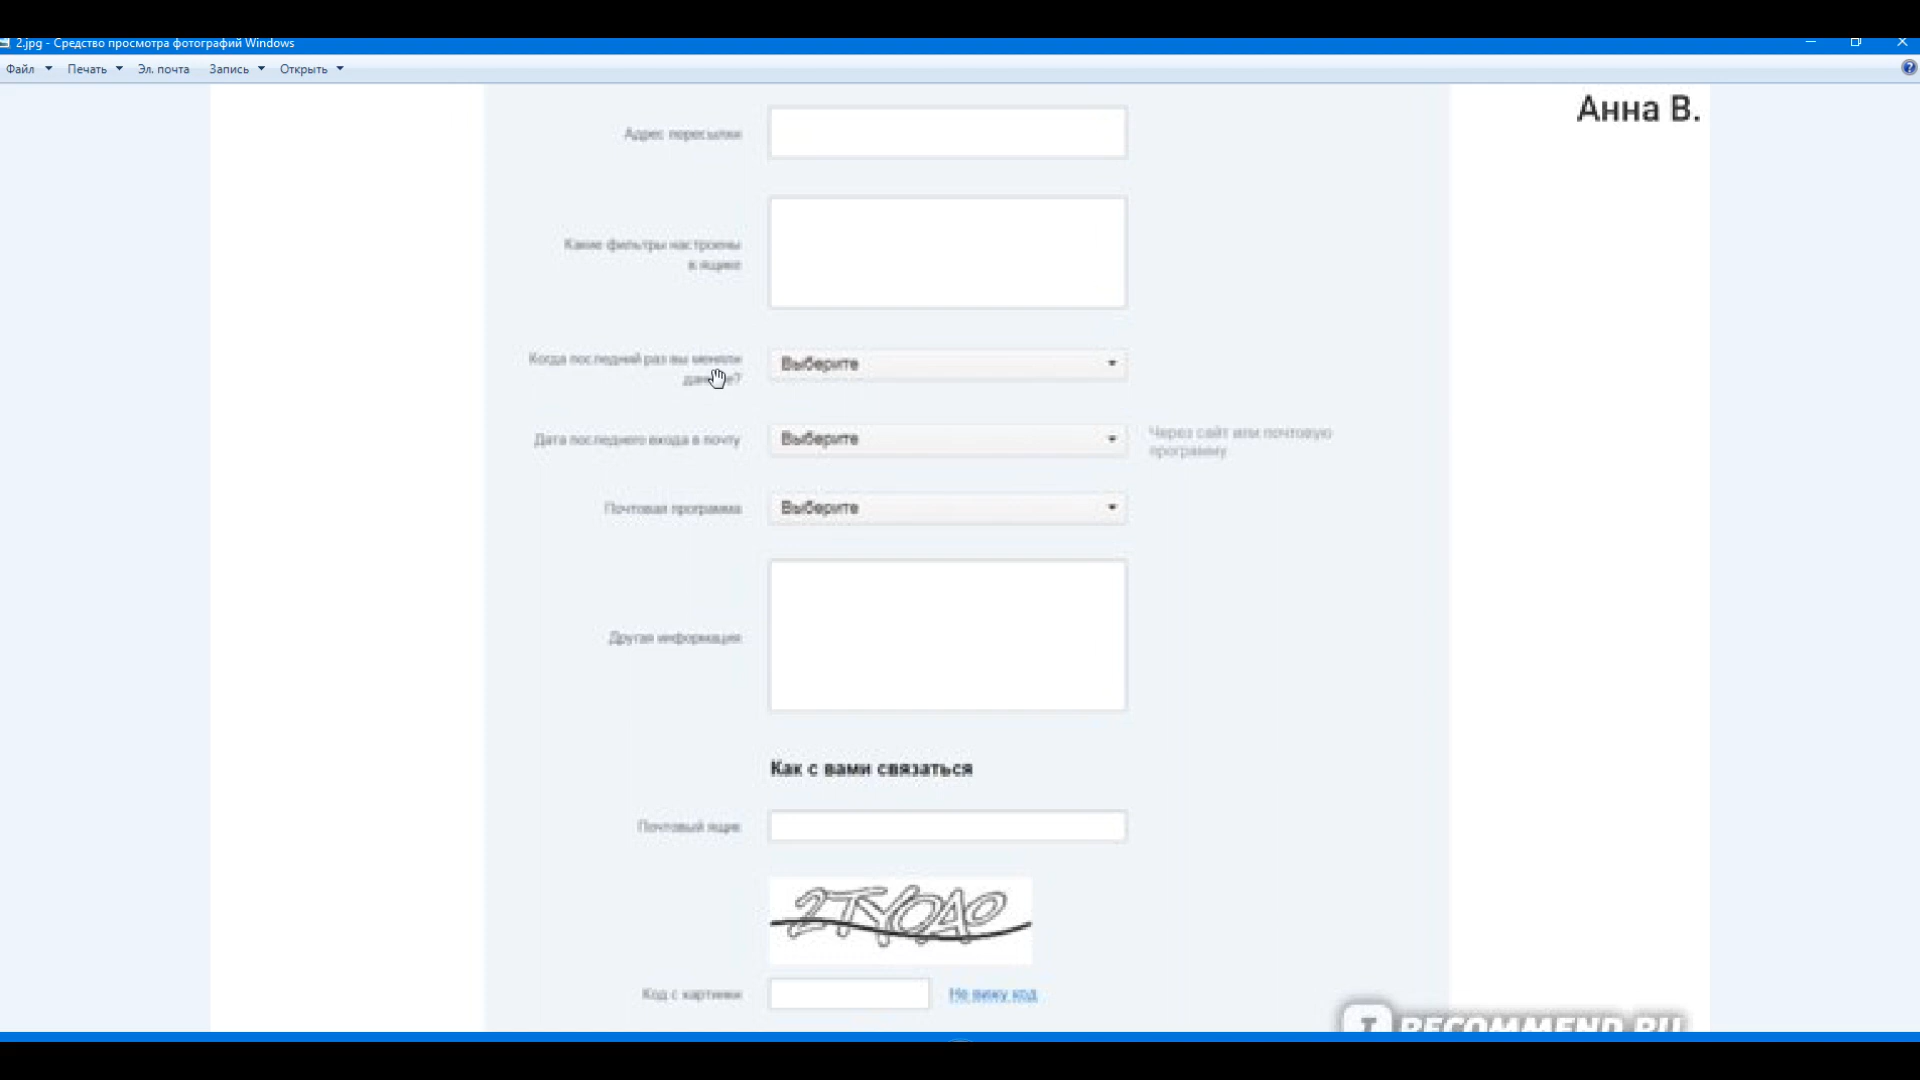 2.jpg - Средство просмотра фотографий Windows
Файл Печать Эл. почта Запись Открыть
Анна В.
Адрес пересылки
Какие фильтры настроены
в ящике
Когда последний раз вы меняли
данные?
Выберите
Дата последнего входа в почту
Выберите
Через сайт или почтовую
программу
Почтовая программа
Выберите
Другая информация
Как с вами связаться
Почтовый ящик
Код с картинки
Не вижу код
RECOMMEND.RU